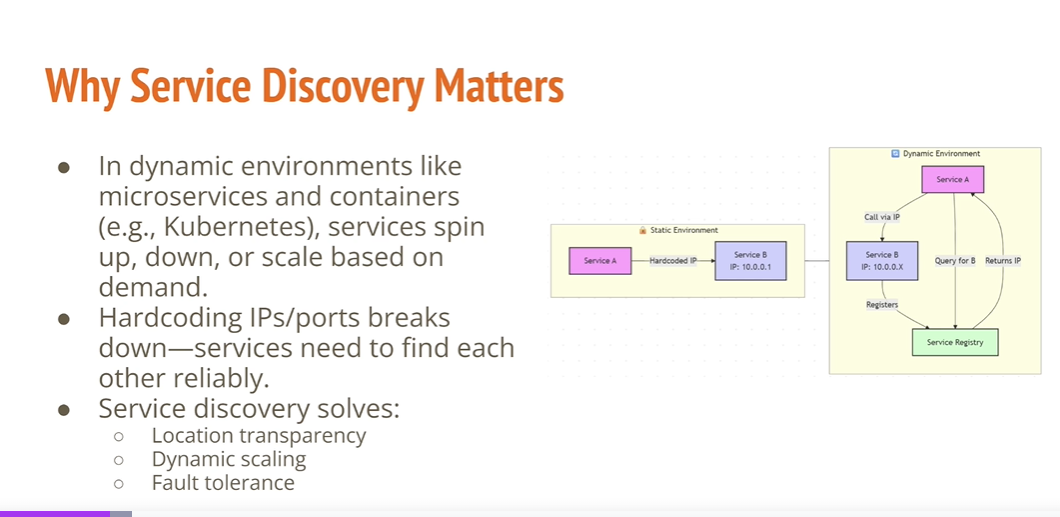 Why Service Discovery Matters
● In dynamic environments like
microservices and containers
(e.g., Kubernetes), services spin
up, down, or scale based on
demand.
● Hardcoding IPs/ports breaks
down—services need to find each
other reliably.
● Service discovery solves:
○ Location transparency
○ Dynamic scaling
○ Fault tolerance
Static Environment
Service A
Hardcoded IP
Service B
IP: 10.0.0.1
Dynamic Environment
Service A
Call via IP
Service B
IP: 10.0.0.X
Query for B
Returns IP
Registers
Service Registry